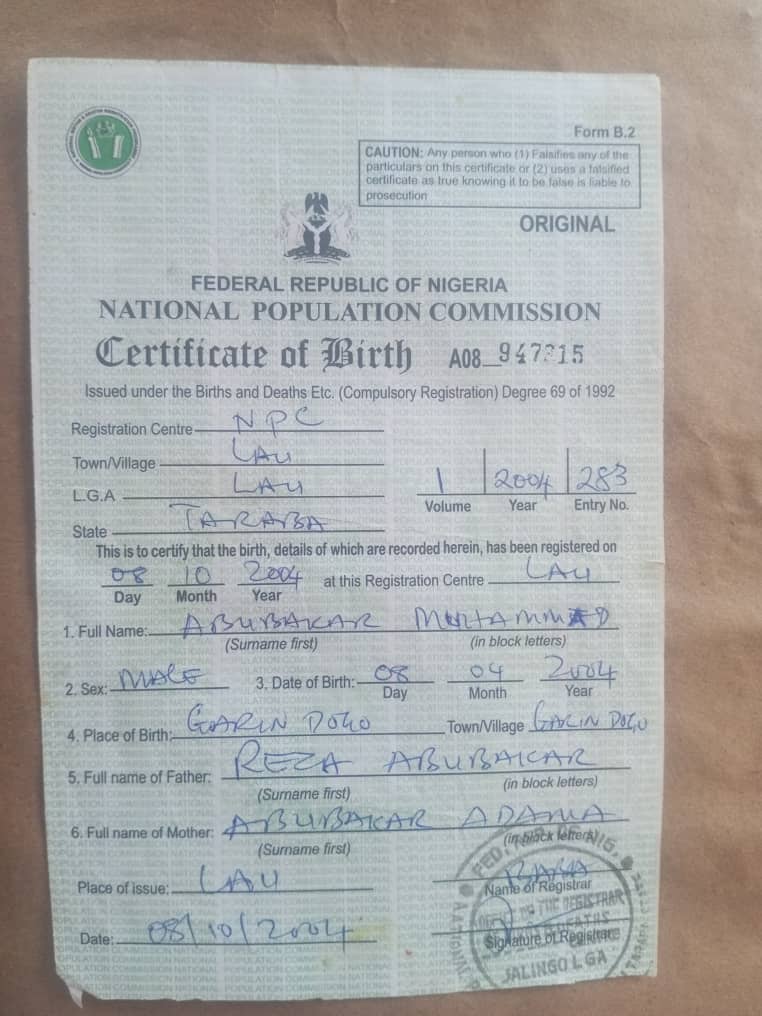 Form B.2
CAUTION: Any person who (1) Falsifies any of the
particulars on this certificate or (2) uses a falsified
certificate as true knowing it to be false is liable to
prosecution
ORIGINAL
FEDERAL REPUBLIC OF NIGERIA
NATIONAL POPULATION COMMISSION
Certificate of Birth A08
Issued under the Births and Deaths Etc. (Compulsory Registration) Degree 69 of 1992
Registration Centre NPC
Town/Village LAU
L.G.A LAU
1 2004 283
Volume Year Entry No.
State TARABA
This is to certify that the birth, details of which are recorded herein, has been registered on
08 10 2004 at this Registration Centre LAU
Day Month Year
1. Full Name: ABUBAKAR MUHAMMED
(Surname first) (in block letters)
2. Sex: MALE 3. Date of Birth: 08 04 2004
Day Month Year
4. Place of Birth: GARIN DOGO Town/Village GARIN DOGO
5. Full name of Father: REZA ABUBAKAR
(Surname first) (in block letters)
6. Full name of Mother: ABUBAKAR ADAMA
(Surname first) (in block letters)
Place of issue: LAU
BABA
Name of Registrar
Date: 08/10/2004
Signature of Registrar
JALINGO LGA